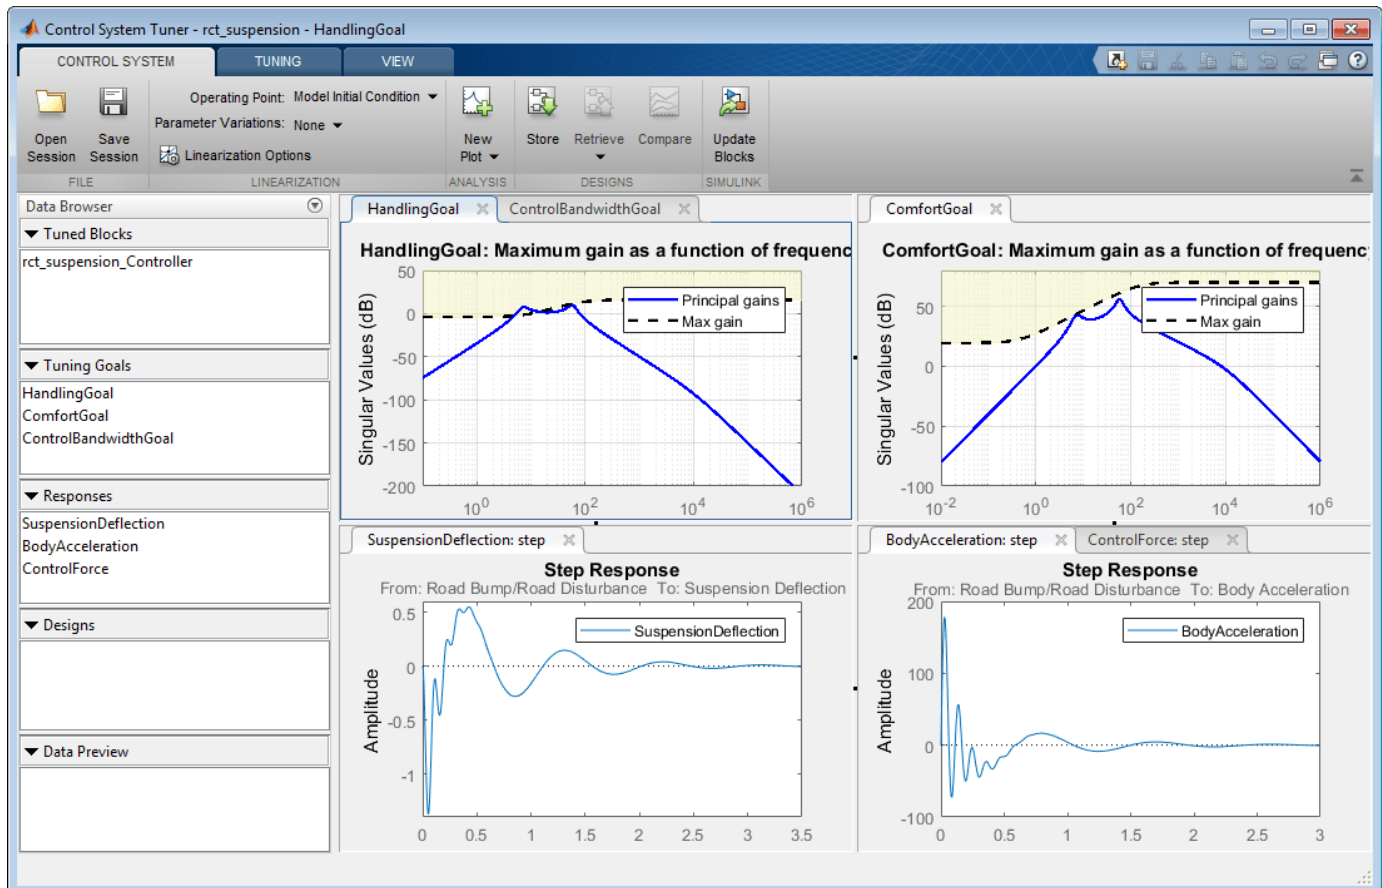 Control System Tuner - rct_suspension - HandlingGoal
CONTROL SYSTEM TUNING VIEW
Operating Point: Model Initial Condition
Parameter Variations: None
Linearization Options
Open Session
Save Session
New Plot
Store
Retrieve
Compare
Update Blocks
FILE LINEARIZATION ANALYSIS DESIGNS SIMULINK
Data Browser
Tuned Blocks
rct_suspension_Controller
Tuning Goals
HandlingGoal
ComfortGoal
ControlBandwidthGoal
Responses
SuspensionDeflection
BodyAcceleration
ControlForce
Designs
Data Preview
HandlingGoal ControlBandwidthGoal
HandlingGoal: Maximum gain as a function of frequenc
Singular Values (dB)
50
0
-50
-100
-150
-200
Principal gains
Max gain
10^0 10^2 10^4 10^6
ComfortGoal
ComfortGoal: Maximum gain as a function of frequency
Singular Values (dB)
50
0
-50
-100
Principal gains
Max gain
10^-2 10^0 10^2 10^4 10^6
SuspensionDeflection: step
Step Response
From: Road Bump/Road Disturbance To: Suspension Deflection
Amplitude
0.5
0
-0.5
-1
SuspensionDeflection
0 0.5 1 1.5 2 2.5 3 3.5
BodyAcceleration: step ControlForce: step
Step Response
From: Road Bump/Road Disturbance To: Body Acceleration
Amplitude
200
100
0
-100
BodyAcceleration
0 0.5 1 1.5 2 2.5 3